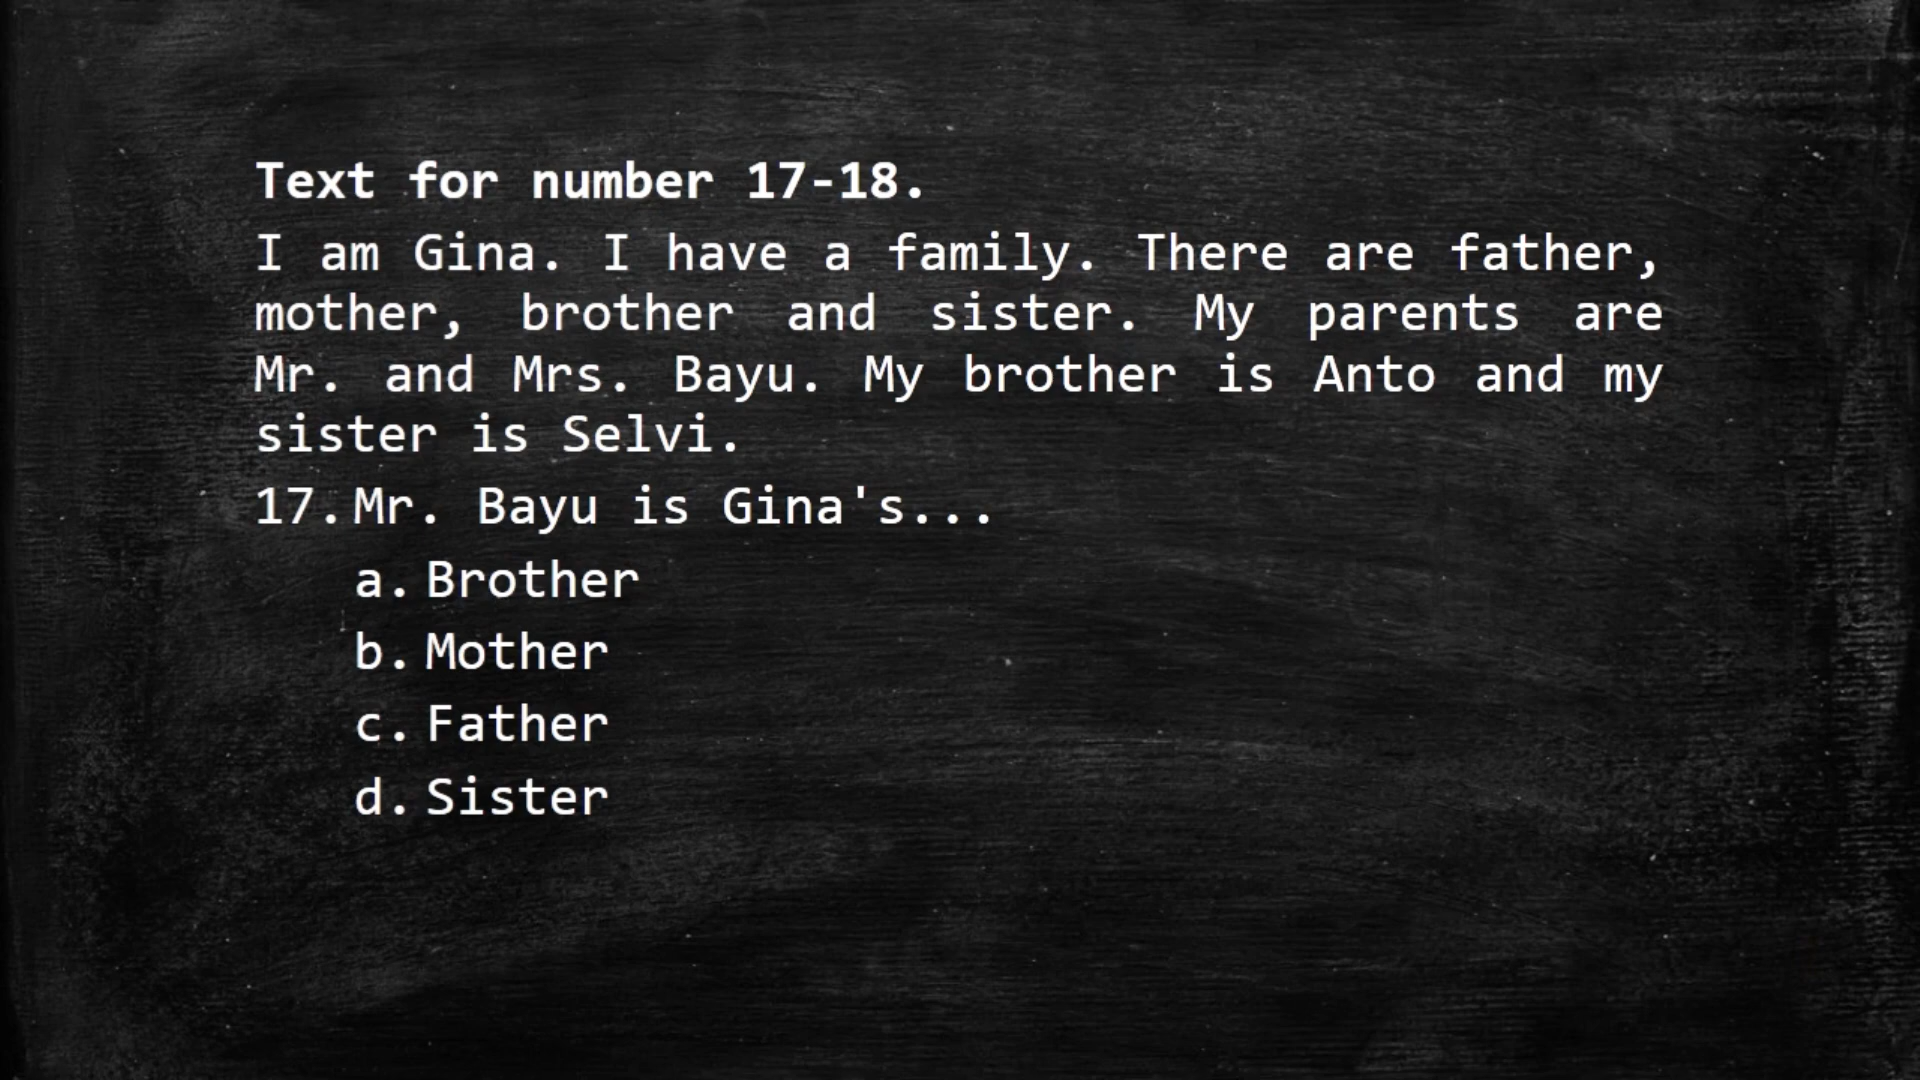 Text for number 17-18.
I am Gina. I have a family. There are father,
mother, brother and sister. My parents are
Mr. and Mrs. Bayu. My brother is Anto and my
sister is Selvi.
17. Mr. Bayu is Gina's...
a. Brother
b. Mother
c. Father
d. Sister